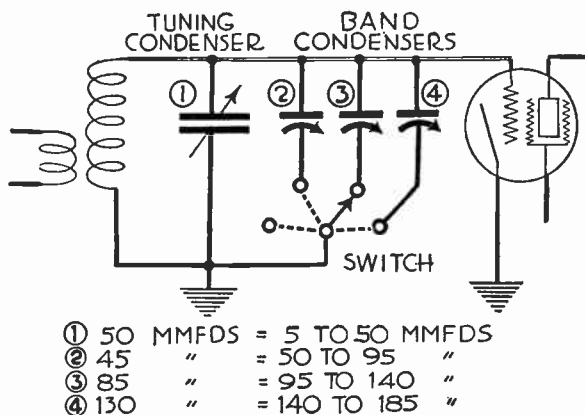 TUNING CONDENSER
BAND CONDENSERS
① ② ③ ④
SWITCH
① 50 MMFDS = 5 TO 50 MMFDS
② 45 " = 50 TO 95 "
③ 85 " = 95 TO 140 "
④ 130 " = 140 TO 185 "